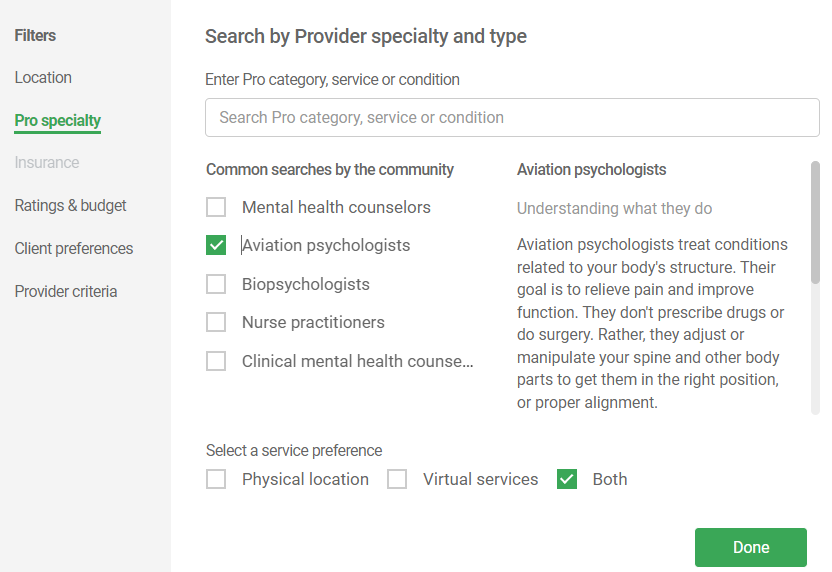 Filters
Location
Pro specialty
Insurance
Ratings & budget
Client preferences
Provider criteria
Search by Provider specialty and type
Enter Pro category, service or condition
Search Pro category, service or condition
Common searches by the community
Mental health counselors
Aviation psychologists
Biopsychologists
Nurse practitioners
Clinical mental health counse...
Aviation psychologists
Understanding what they do
Aviation psychologists treat conditions
related to your body's structure. Their
goal is to relieve pain and improve
function. They don't prescribe drugs or
do surgery. Rather, they adjust or
manipulate your spine and other body
parts to get them in the right position,
or proper alignment.
Select a service preference
Physical location
Virtual services
Both
Done